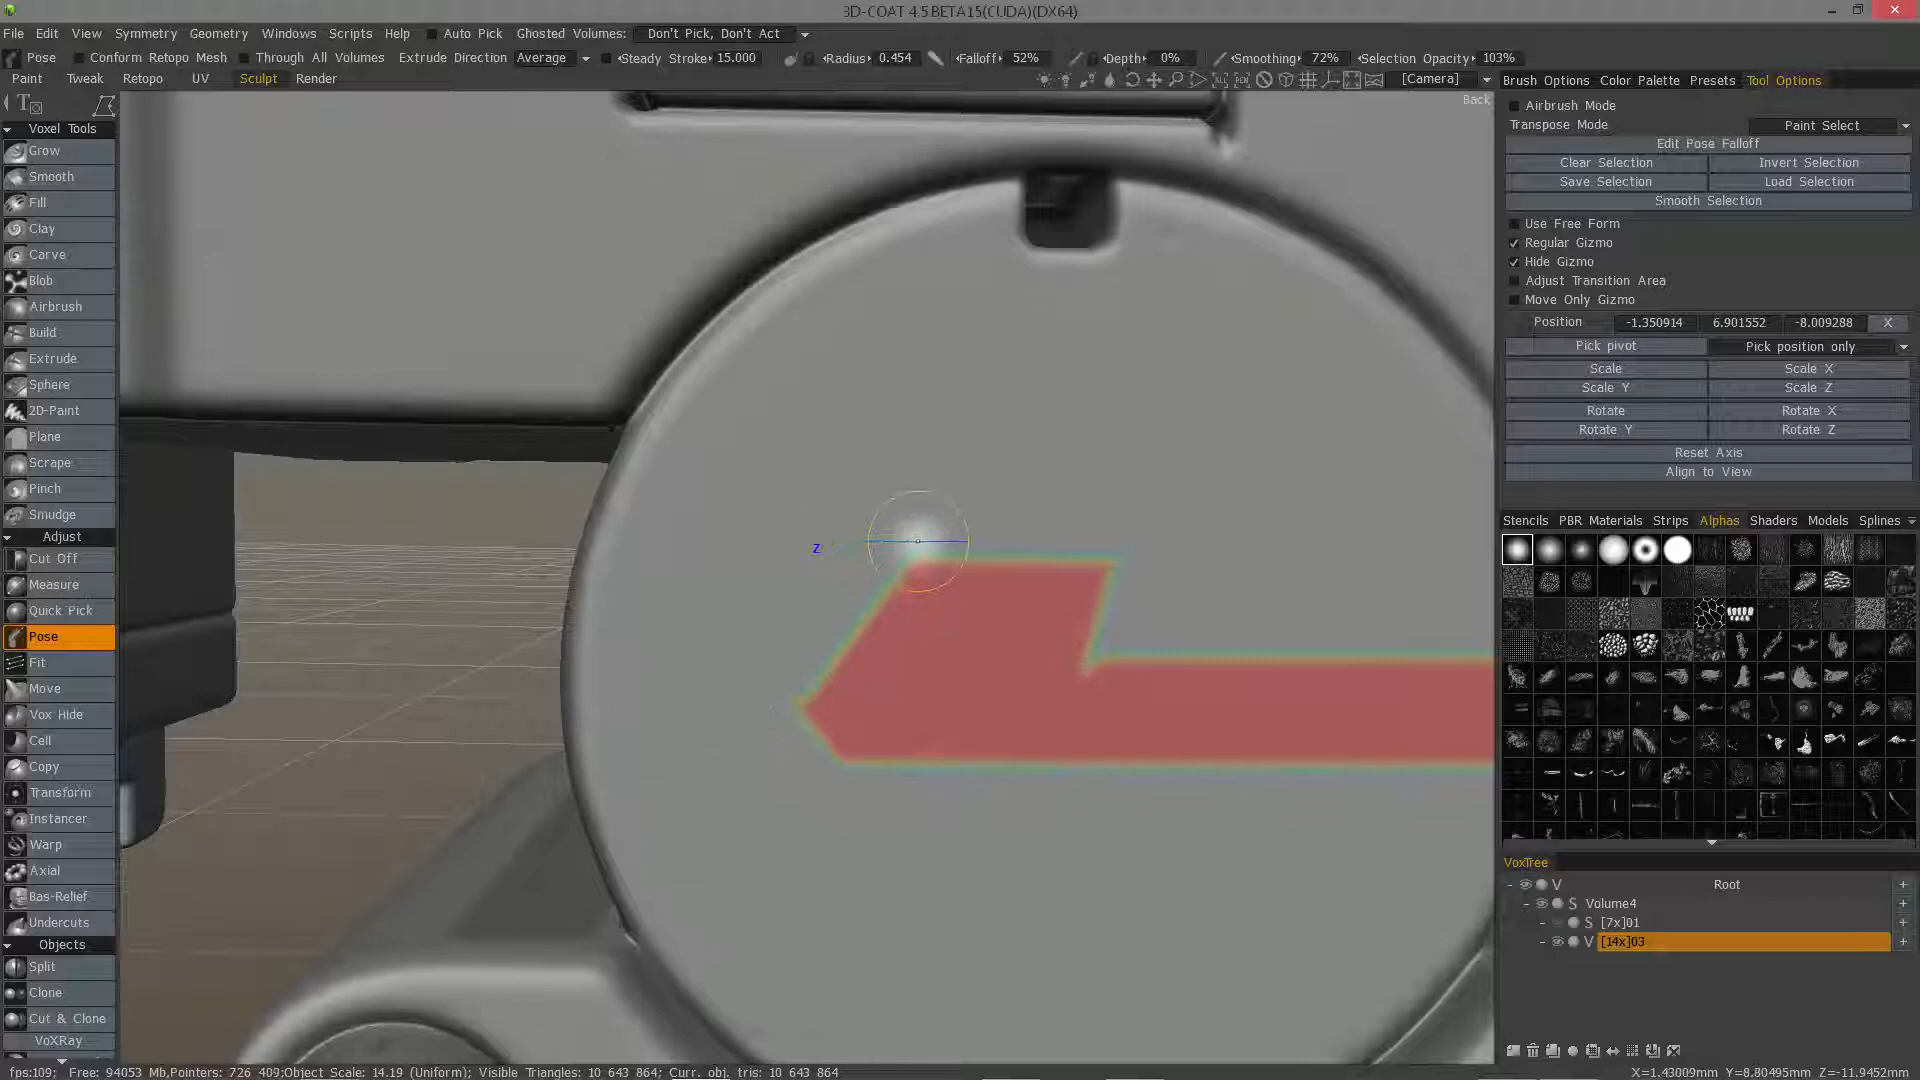 3D-COAT 4.5 BETA15(CUDA)(DX64)
File Edit View Symmetry Geometry Windows Scripts Help Auto Pick Ghosted Volumes: Don't Pick, Don't Act
Pose Conform Retopo Mesh Through All Volumes Extrude Direction Average Steady Stroke 15.000 Radius 0.454 Falloff 52% Depth 0% Smoothing 72% Selection Opacity 103%
Paint Tweak Retopo UV Sculpt Render [Camera] Brush Options Color Palette Presets Tool Options
Back
Voxel Tools
Grow
Smooth
Fill
Clay
Carve
Blob
Airbrush
Build
Extrude
Sphere
2D-Paint
Plane
Scrape
Pinch
Smudge
Adjust
Cut Off
Measure
Quick Pick
Pose
Fit
Move
Vox Hide
Cell
Copy
Transform
Instancer
Warp
Axial
Bas-Relief
Undercuts
Objects
Split
Clone
Cut & Clone
VoXRay
Z
Airbrush Mode
Transpose Mode Paint Select
Edit Pose Falloff
Clear Selection Invert Selection
Save Selection Load Selection
Smooth Selection
Use Free Form
Regular Gizmo
Hide Gizmo
Adjust Transition Area
Move Only Gizmo
Position -1.350914 6.901552 -8.009288 X
Pick pivot Pick position only
Scale Scale X
Scale Y Scale Z
Rotate Rotate X
Rotate Y Rotate Z
Reset Axis
Align to View
Stencils PBR Materials Strips Alphas Shaders Models Splines
VoxTree
- V Root +
- S Volume4 +
- S [7x]01 +
- V [14x]03 +
fps:109; Free: 94053 Mb,Pointers: 726 409;Object Scale: 14.19 (Uniform); Visible Triangles: 10 643 864; Curr. obj. tris: 10 643 864
X=1.43009mm Y=8.80495mm Z=-11.9452mm